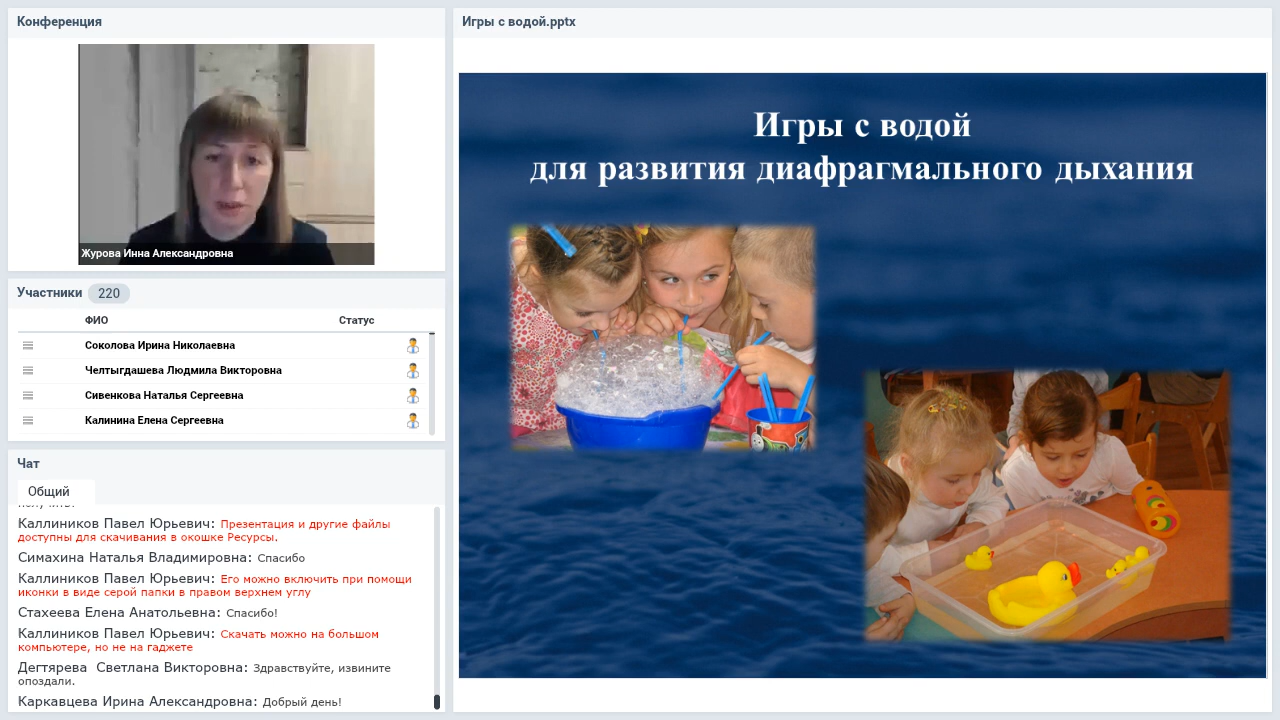 Конференция
Журова Инна Александровна
Участники 220
ФИО Статус
Соколова Ирина Николаевна
Челтыгдашева Людмила Викторовна
Сивенкова Наталья Сергеевна
Калинина Елена Сергеевна
Чат
Общий
Каллиников Павел Юрьевич: Презентация и другие файлы
доступны для скачивания в окошке Ресурсы.
Симахина Наталья Владимировна: Спасибо
Каллиников Павел Юрьевич: Его можно включить при помощи
иконки в виде серой папки в правом верхнем углу
Стахеева Елена Анатольевна: Спасибо!
Каллиников Павел Юрьевич: Скачать можно на большом
компьютере, но не на гаджете
Дегтярева  Светлана Викторовна: Здравствуйте, извините
опоздали.
Каркавцева Ирина Александровна: Добрый день!
Игры с водой.pptx
Игры с водой
для развития диафрагмального дыхания